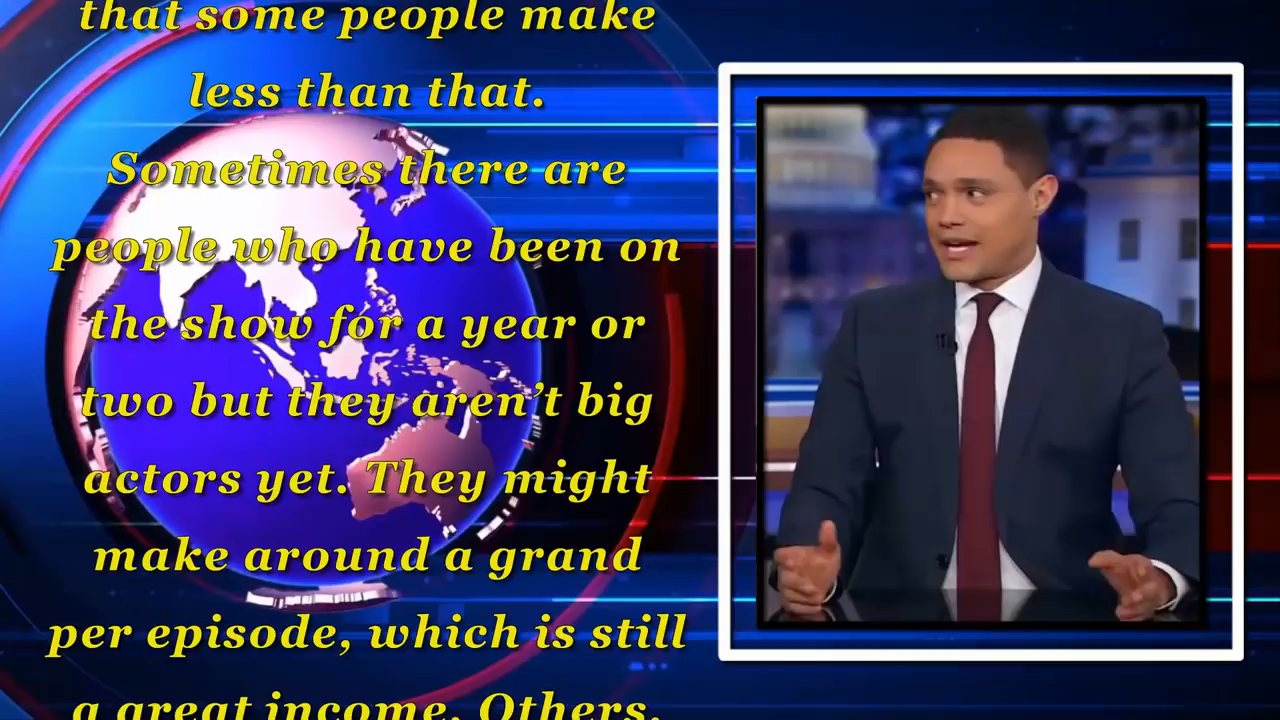 that some people make
less than that.
Sometimes there are
people who have been on
the show for a year or
two but they aren’t big
actors yet. They might
make around a grand
per episode, which is still
a great income. Others,